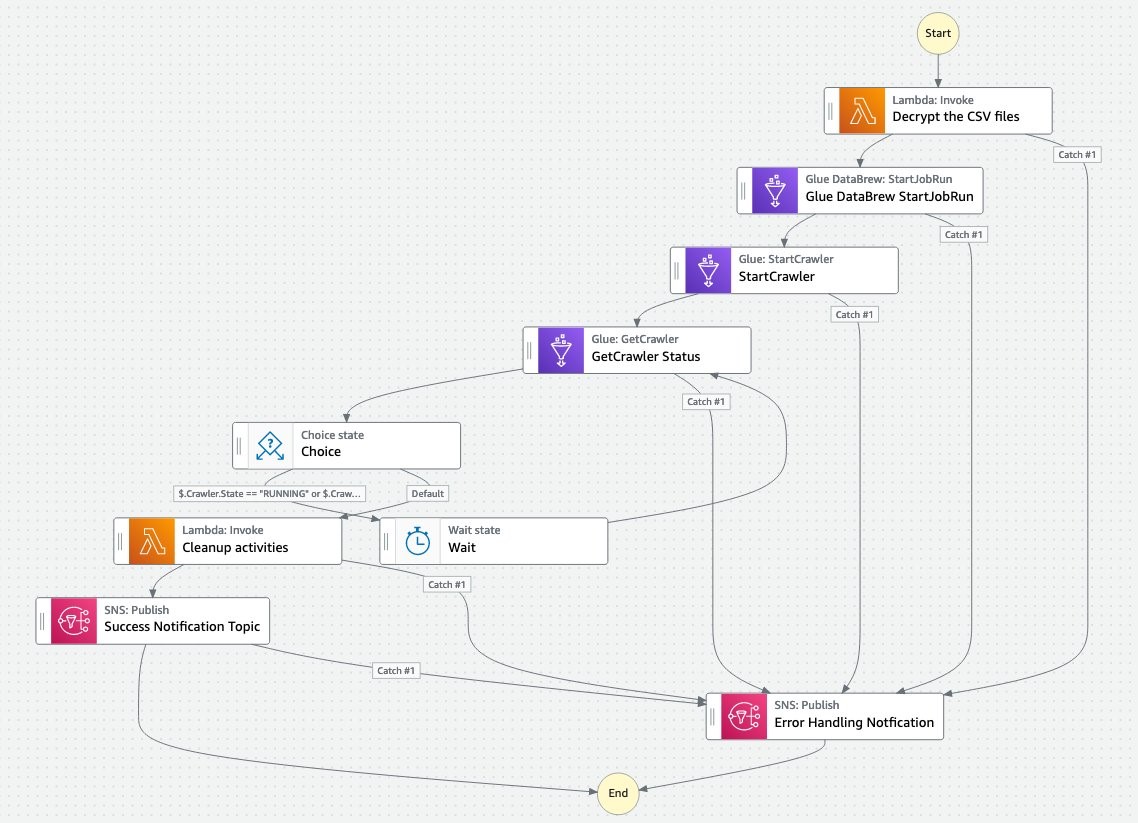 Start
Lambda: Invoke
Decrypt the CSV files
Catch #1
Glue DataBrew: StartJobRun
Glue DataBrew StartJobRun
Catch #1
Glue: StartCrawler
StartCrawler
Catch #1
Glue: GetCrawler
GetCrawler Status
Catch #1
Choice state
Choice
$.Crawler.State == "RUNNING" or $.Craw...
Default
Lambda: Invoke
Cleanup activities
Wait state
Wait
Catch #1
SNS: Publish
Success Notification Topic
Catch #1
SNS: Publish
Error Handling Notfication
End